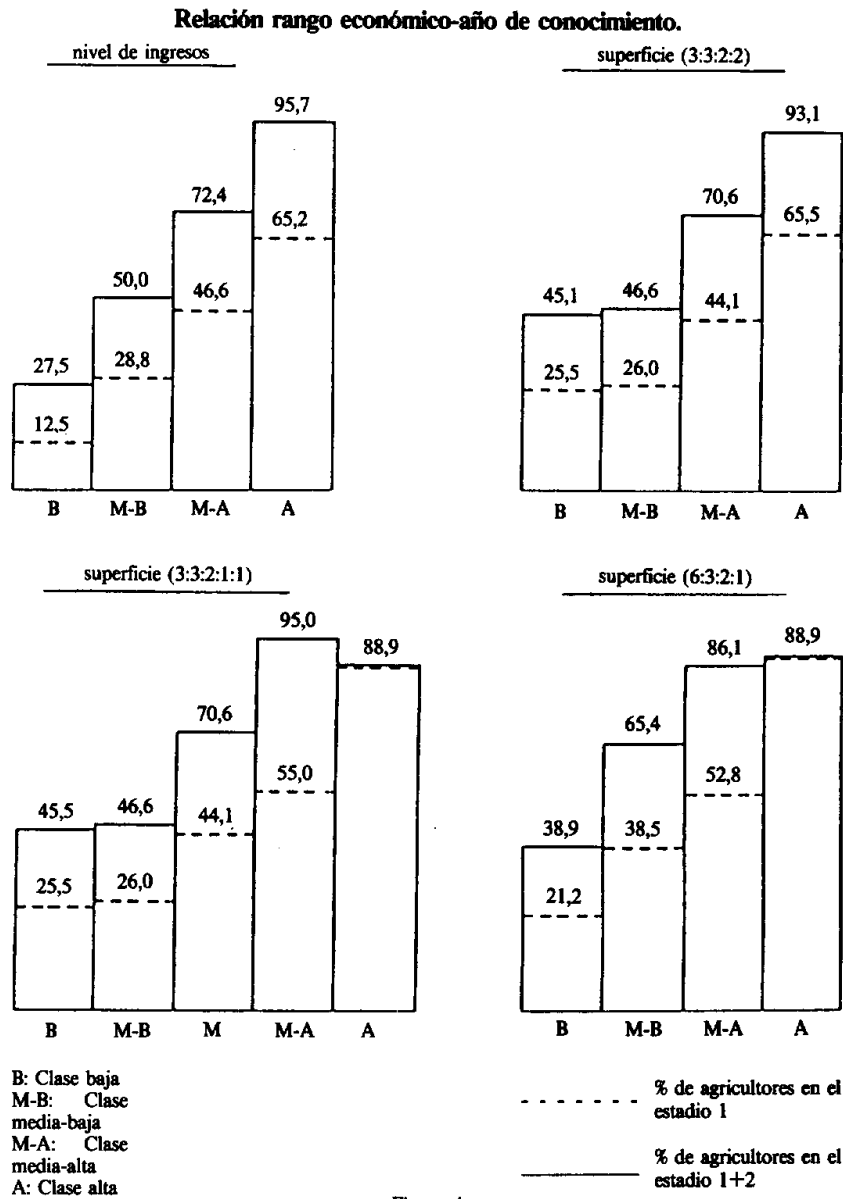 Relación rango económico-año de conocimiento.
nivel de ingresos
95,7
72,4
65,2
50,0
46,6
27,5
28,8
12,5
B M-B M-A A
superficie (3:3:2:2)
93,1
70,6
65,5
45,1 46,6
44,1
25,5 26,0
B M-B M-A A
superficie (3:3:2:1:1)
95,0
88,9
70,6
55,0
45,5 46,6
44,1
25,5 26,0
B M-B M M-A A
superficie (6:3:2:1)
86,1 88,9
65,4
52,8
38,9 38,5
21,2
B M-B M-A A
B: Clase baja
M-B: Clase
media-baja
M-A: Clase
media-alta
A: Clase alta
% de agricultores en el
estadio 1
% de agricultores en el
estadio 1+2